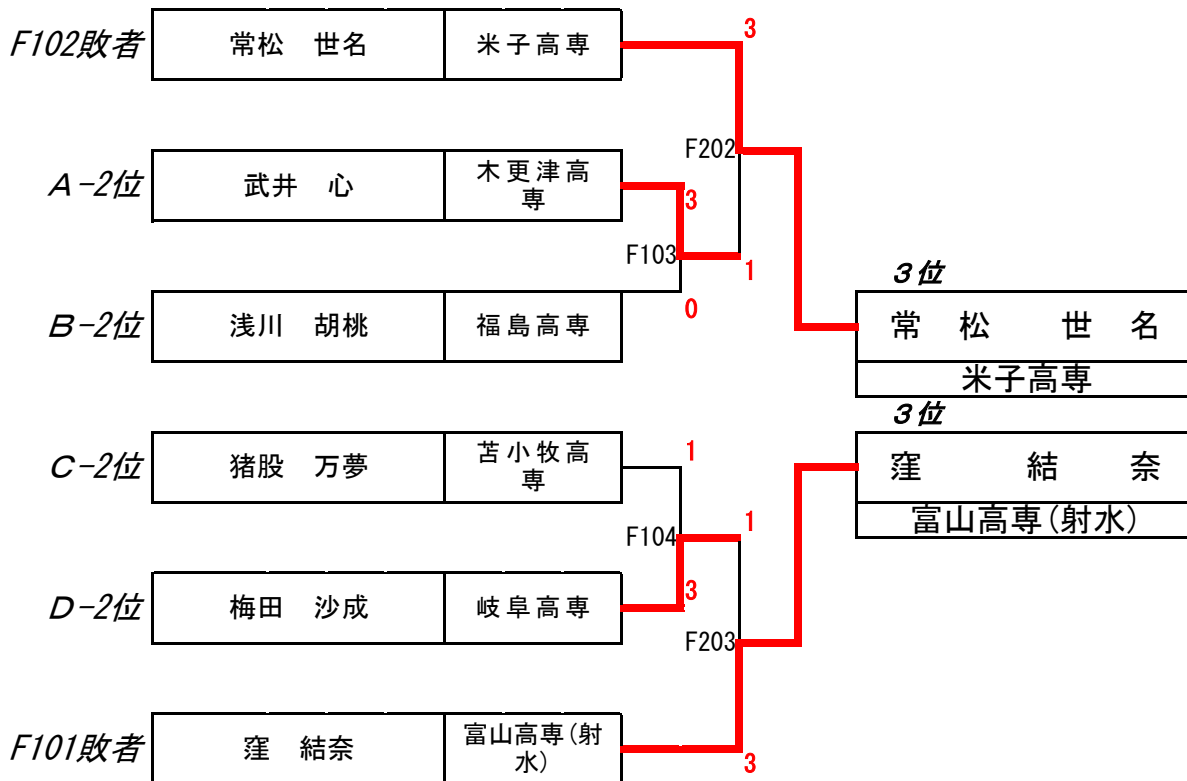 F102敗者 常松 世名 米子高専 3
F202
A-2位 武井 心 木更津高
専
3
F103
1
0
B-2位 浅川 胡桃 福島高専
3位
常 松 世 名
米子高専
3位
窪 結 奈
富山高専(射水)
C-2位 猪股 万夢 苫小牧高
専
1
F104
1
D-2位 梅田 沙成 岐阜高専
3
F203
F101敗者 窪 結奈 富山高専(射
水)
3